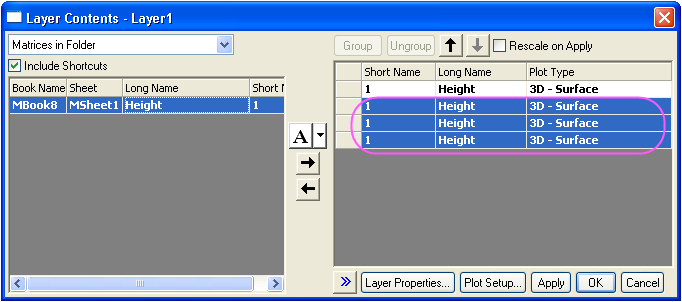 Layer Contents - Layer1
Matrices in Folder
Include Shortcuts
Book Name Sheet Long Name Short N
MBook8 MSheet1 Height 1
A
Group Ungroup Rescale on Apply
Short Name Long Name Plot Type
1 Height 3D - Surface
1 Height 3D - Surface
1 Height 3D - Surface
1 Height 3D - Surface
Layer Properties... Plot Setup... Apply OK Cancel